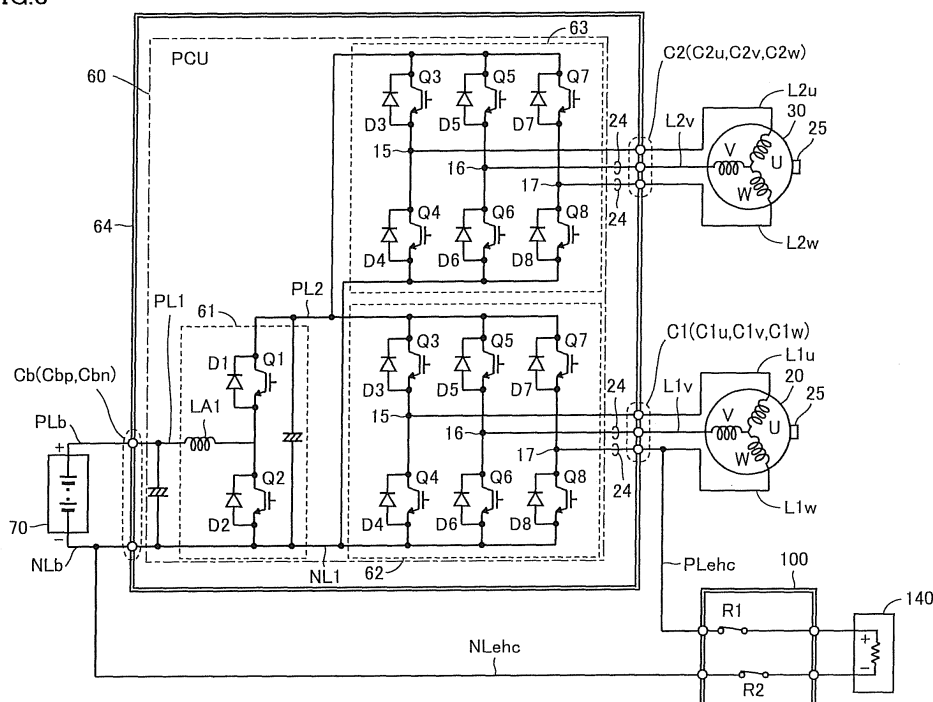 FIG.6
60
PCU
63
C2(C2u,C2v,C2w)
Q3
Q5
Q7
L2u
D3
D5
D7
24
L2v
30
25
15
V
U
16
W
17
24
64
Q4
Q6
Q8
L2w
D4
D6
D8
PL1
61
PL2
C1(C1u,C1v,C1w)
Cb(Cbp,Cbn)
D1
Q1
Q3
Q5
Q7
L1u
LA1
D3
D5
D7
24
L1v
20
25
PLb
15
V
U
+
16
W
17
Q2
Q4
Q6
Q8
24
70
D2
D4
D6
D8
L1w
-
NLb
NL1
62
PLehc
100
140
R1
+
NLehc
-
R2